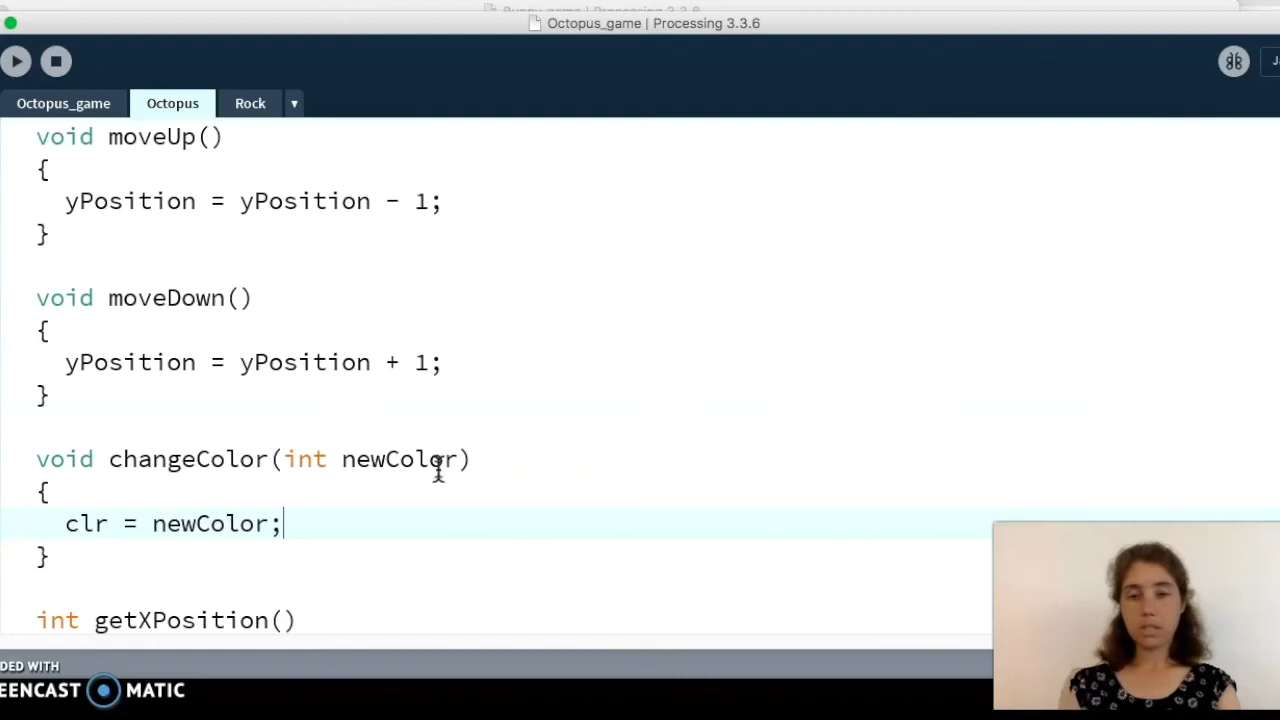 Octopus_game | Processing 3.3.6
Octopus_game Octopus Rock
void moveUp()
{
yPosition = yPosition - 1;
}
void moveDown()
{
yPosition = yPosition + 1;
}
void changeColor(int newColor)
{
clr = newColor;
}
int getXPosition()
DED WITH
EENCAST MATIC